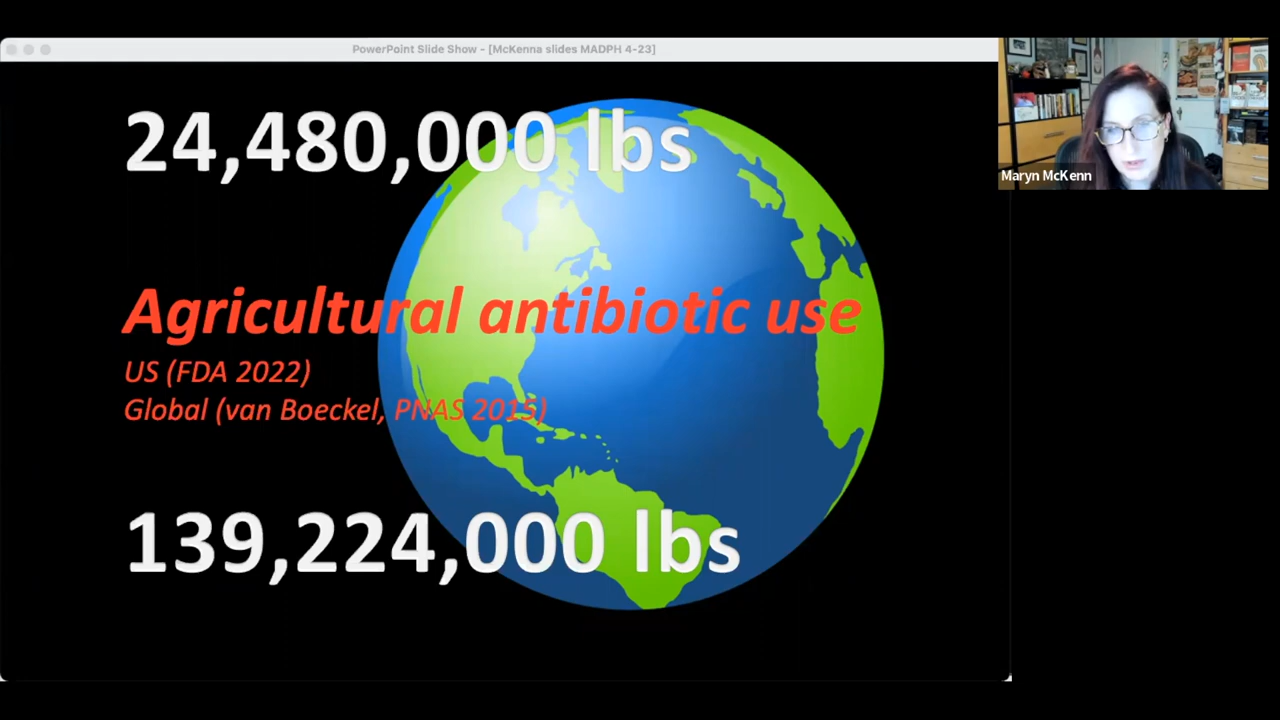 PowerPoint Slide Show - [McKenna slides MADPH 4-23]
24,480,000 lbs
Agricultural antibiotic use
US (FDA 2022)
Global (van Boeckel, PNAS 2015)
139,224,000 lbs
Maryn McKenn